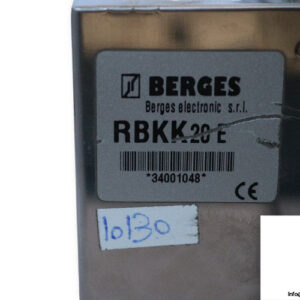 BERGES
Berges electronic s.r.l.
RBKK 20 E
*34001048*
CE
10130